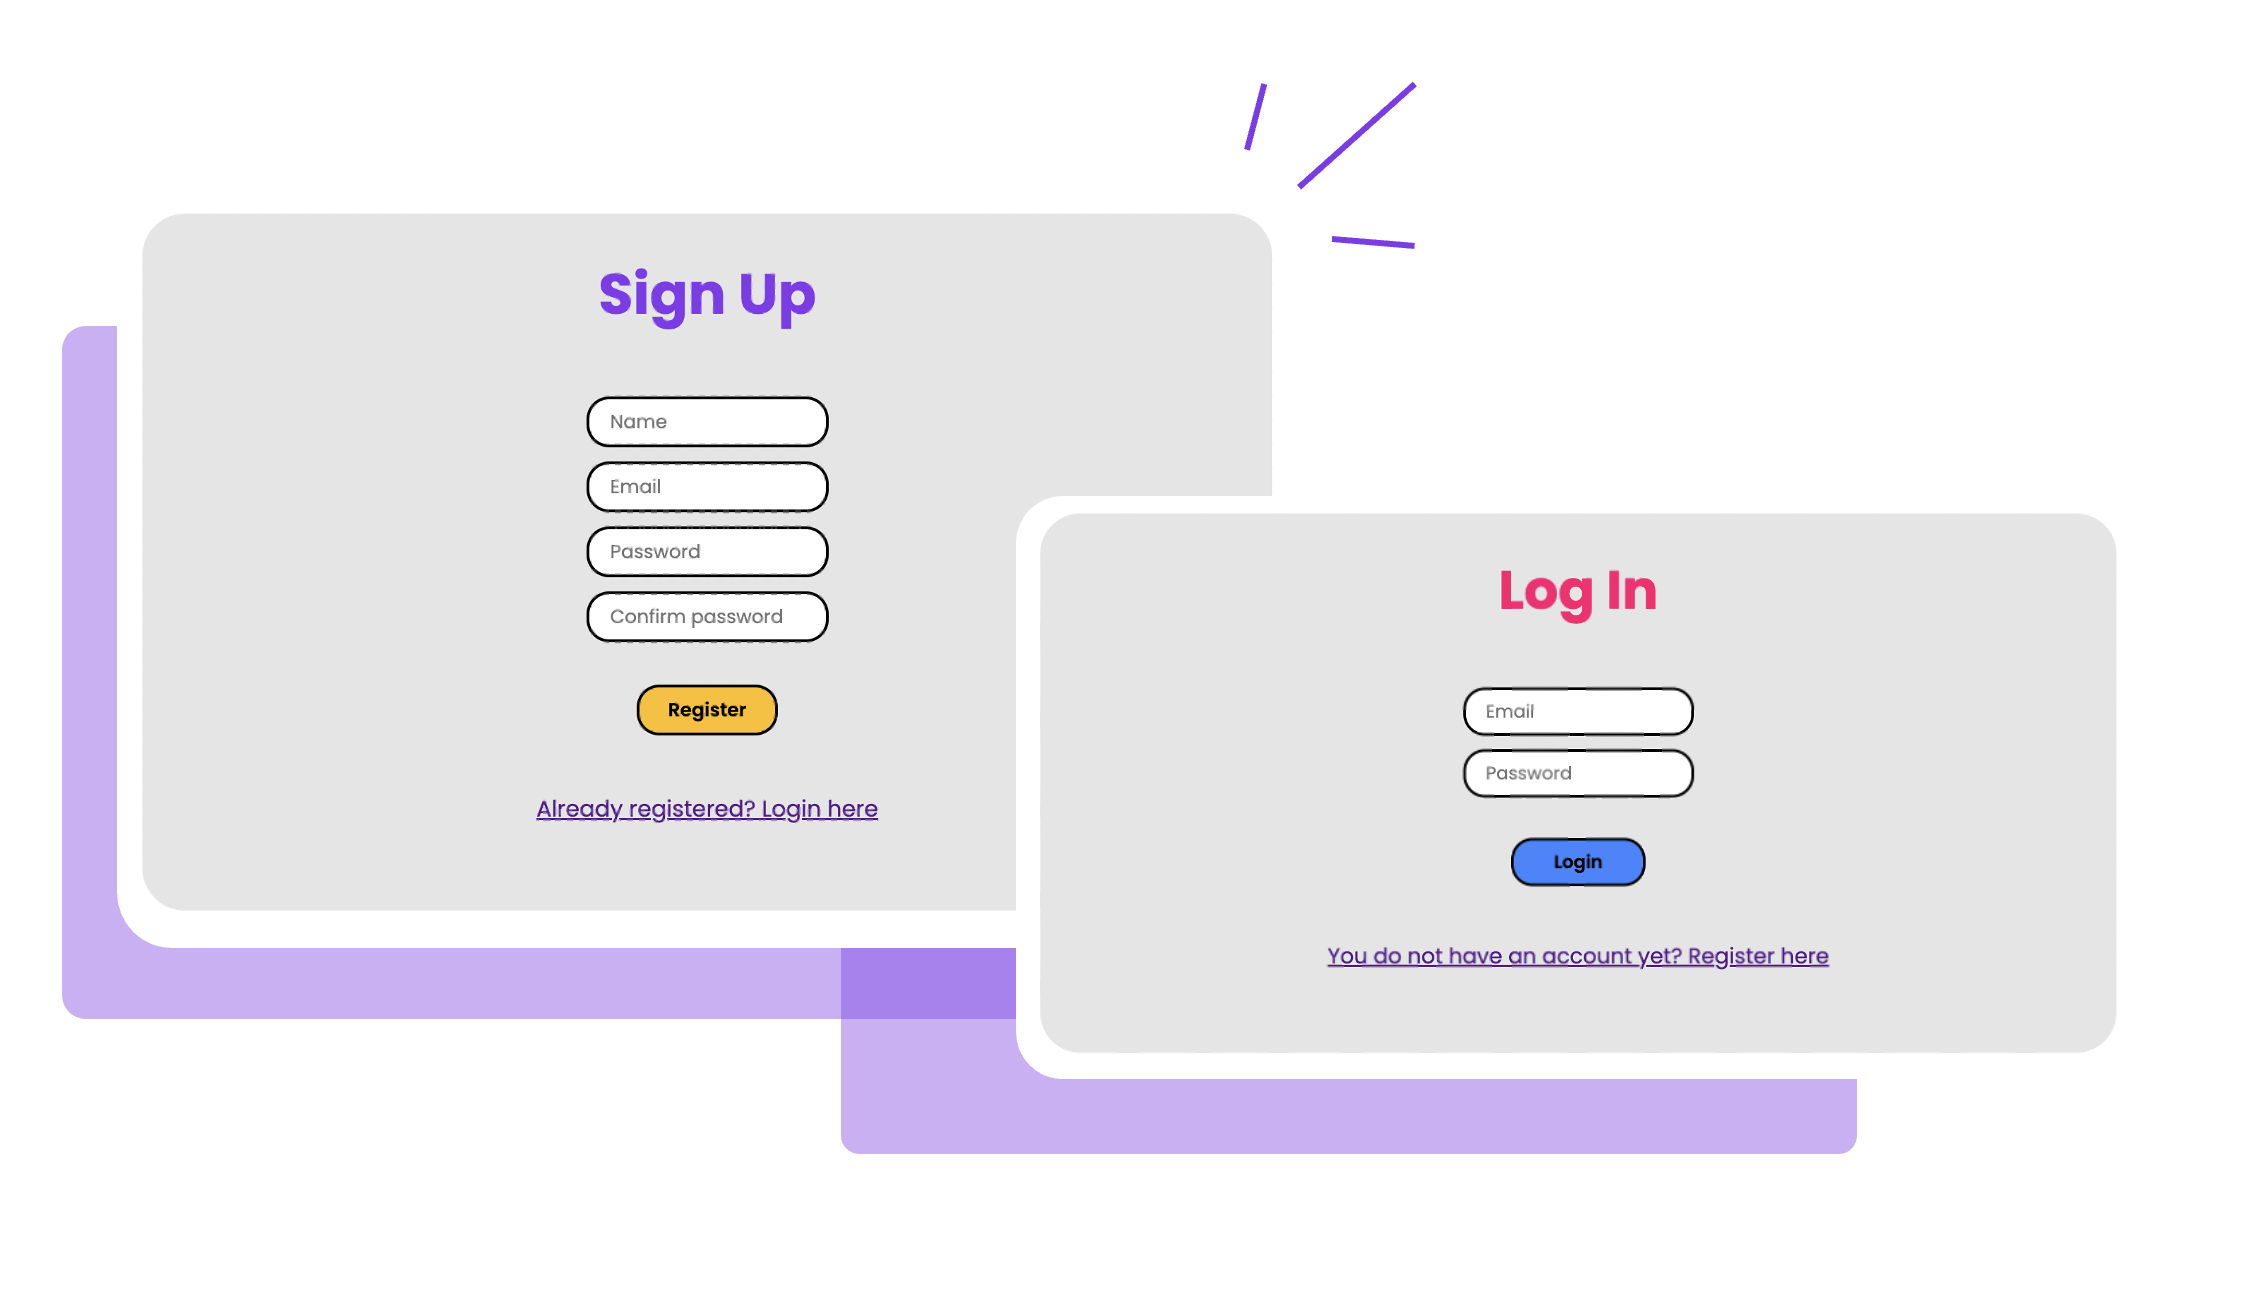 Sign Up
Name
Email
Password
Confirm password
Register
Already registered? Login here
Log In
Email
Password
Login
You do not have an account yet? Register here